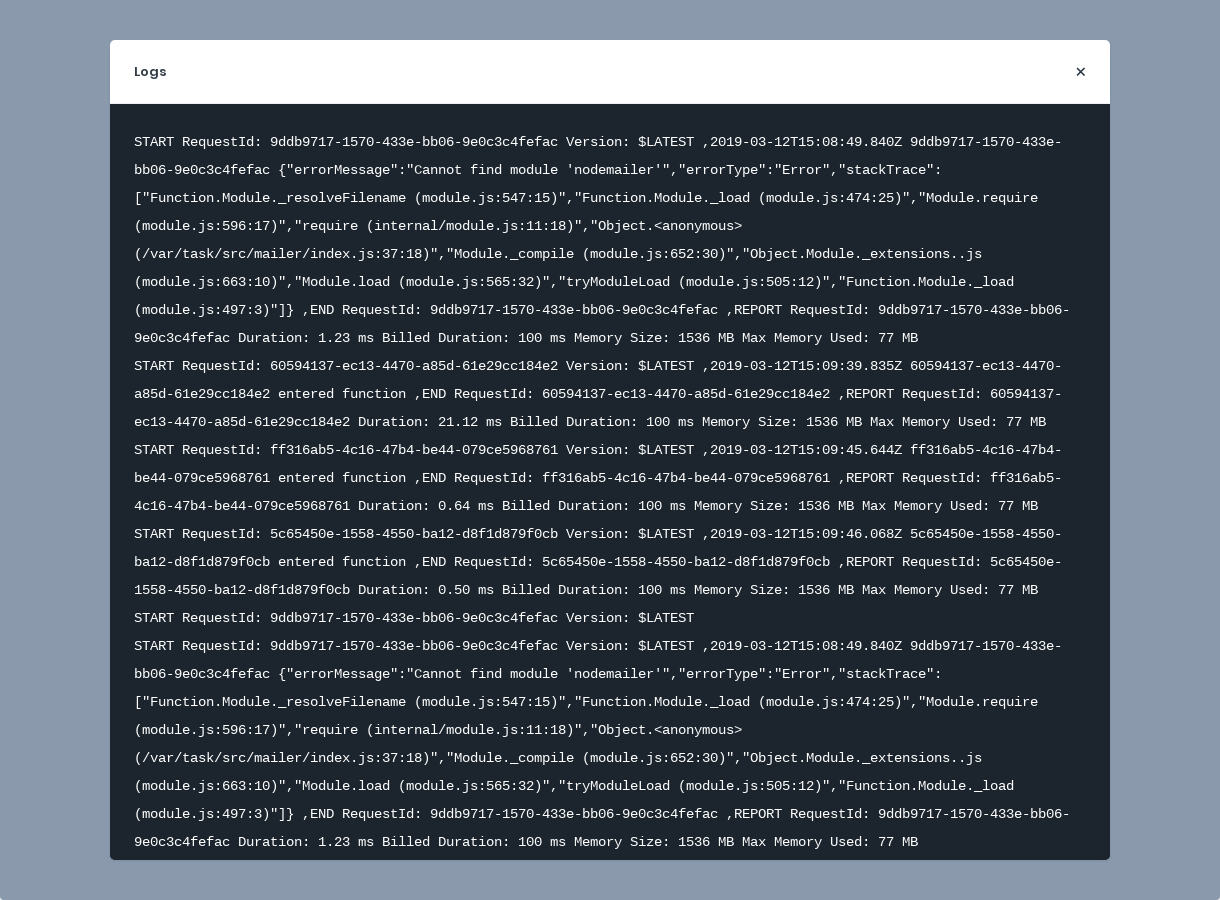 Logs
×
START RequestId: 9ddb9717-1570-433e-bb06-9e0c3c4fefac Version: $LATEST ,2019-03-12T15:08:49.840Z 9ddb9717-1570-433e-
bb06-9e0c3c4fefac {"errorMessage":"Cannot find module 'nodemailer'","errorType":"Error","stackTrace":
["Function.Module._resolveFilename (module.js:547:15)","Function.Module._load (module.js:474:25)","Module.require
(module.js:596:17)","require (internal/module.js:11:18)","Object.<anonymous>
(/var/task/src/mailer/index.js:37:18)","Module._compile (module.js:652:30)","Object.Module._extensions..js
(module.js:663:10)","Module.load (module.js:565:32)","tryModuleLoad (module.js:505:12)","Function.Module._load
(module.js:497:3)"]} ,END RequestId: 9ddb9717-1570-433e-bb06-9e0c3c4fefac ,REPORT RequestId: 9ddb9717-1570-433e-bb06-
9e0c3c4fefac Duration: 1.23 ms Billed Duration: 100 ms Memory Size: 1536 MB Max Memory Used: 77 MB
START RequestId: 60594137-ec13-4470-a85d-61e29cc184e2 Version: $LATEST ,2019-03-12T15:09:39.835Z 60594137-ec13-4470-
a85d-61e29cc184e2 entered function ,END RequestId: 60594137-ec13-4470-a85d-61e29cc184e2 ,REPORT RequestId: 60594137-
ec13-4470-a85d-61e29cc184e2 Duration: 21.12 ms Billed Duration: 100 ms Memory Size: 1536 MB Max Memory Used: 77 MB
START RequestId: ff316ab5-4c16-47b4-be44-079ce5968761 Version: $LATEST ,2019-03-12T15:09:45.644Z ff316ab5-4c16-47b4-
be44-079ce5968761 entered function ,END RequestId: ff316ab5-4c16-47b4-be44-079ce5968761 ,REPORT RequestId: ff316ab5-
4c16-47b4-be44-079ce5968761 Duration: 0.64 ms Billed Duration: 100 ms Memory Size: 1536 MB Max Memory Used: 77 MB
START RequestId: 5c65450e-1558-4550-ba12-d8f1d879f0cb Version: $LATEST ,2019-03-12T15:09:46.068Z 5c65450e-1558-4550-
ba12-d8f1d879f0cb entered function ,END RequestId: 5c65450e-1558-4550-ba12-d8f1d879f0cb ,REPORT RequestId: 5c65450e-
1558-4550-ba12-d8f1d879f0cb Duration: 0.50 ms Billed Duration: 100 ms Memory Size: 1536 MB Max Memory Used: 77 MB
START RequestId: 9ddb9717-1570-433e-bb06-9e0c3c4fefac Version: $LATEST
START RequestId: 9ddb9717-1570-433e-bb06-9e0c3c4fefac Version: $LATEST ,2019-03-12T15:08:49.840Z 9ddb9717-1570-433e-
bb06-9e0c3c4fefac {"errorMessage":"Cannot find module 'nodemailer'","errorType":"Error","stackTrace":
["Function.Module._resolveFilename (module.js:547:15)","Function.Module._load (module.js:474:25)","Module.require
(module.js:596:17)","require (internal/module.js:11:18)","Object.<anonymous>
(/var/task/src/mailer/index.js:37:18)","Module._compile (module.js:652:30)","Object.Module._extensions..js
(module.js:663:10)","Module.load (module.js:565:32)","tryModuleLoad (module.js:505:12)","Function.Module._load
(module.js:497:3)"]} ,END RequestId: 9ddb9717-1570-433e-bb06-9e0c3c4fefac ,REPORT RequestId: 9ddb9717-1570-433e-bb06-
9e0c3c4fefac Duration: 1.23 ms Billed Duration: 100 ms Memory Size: 1536 MB Max Memory Used: 77 MB